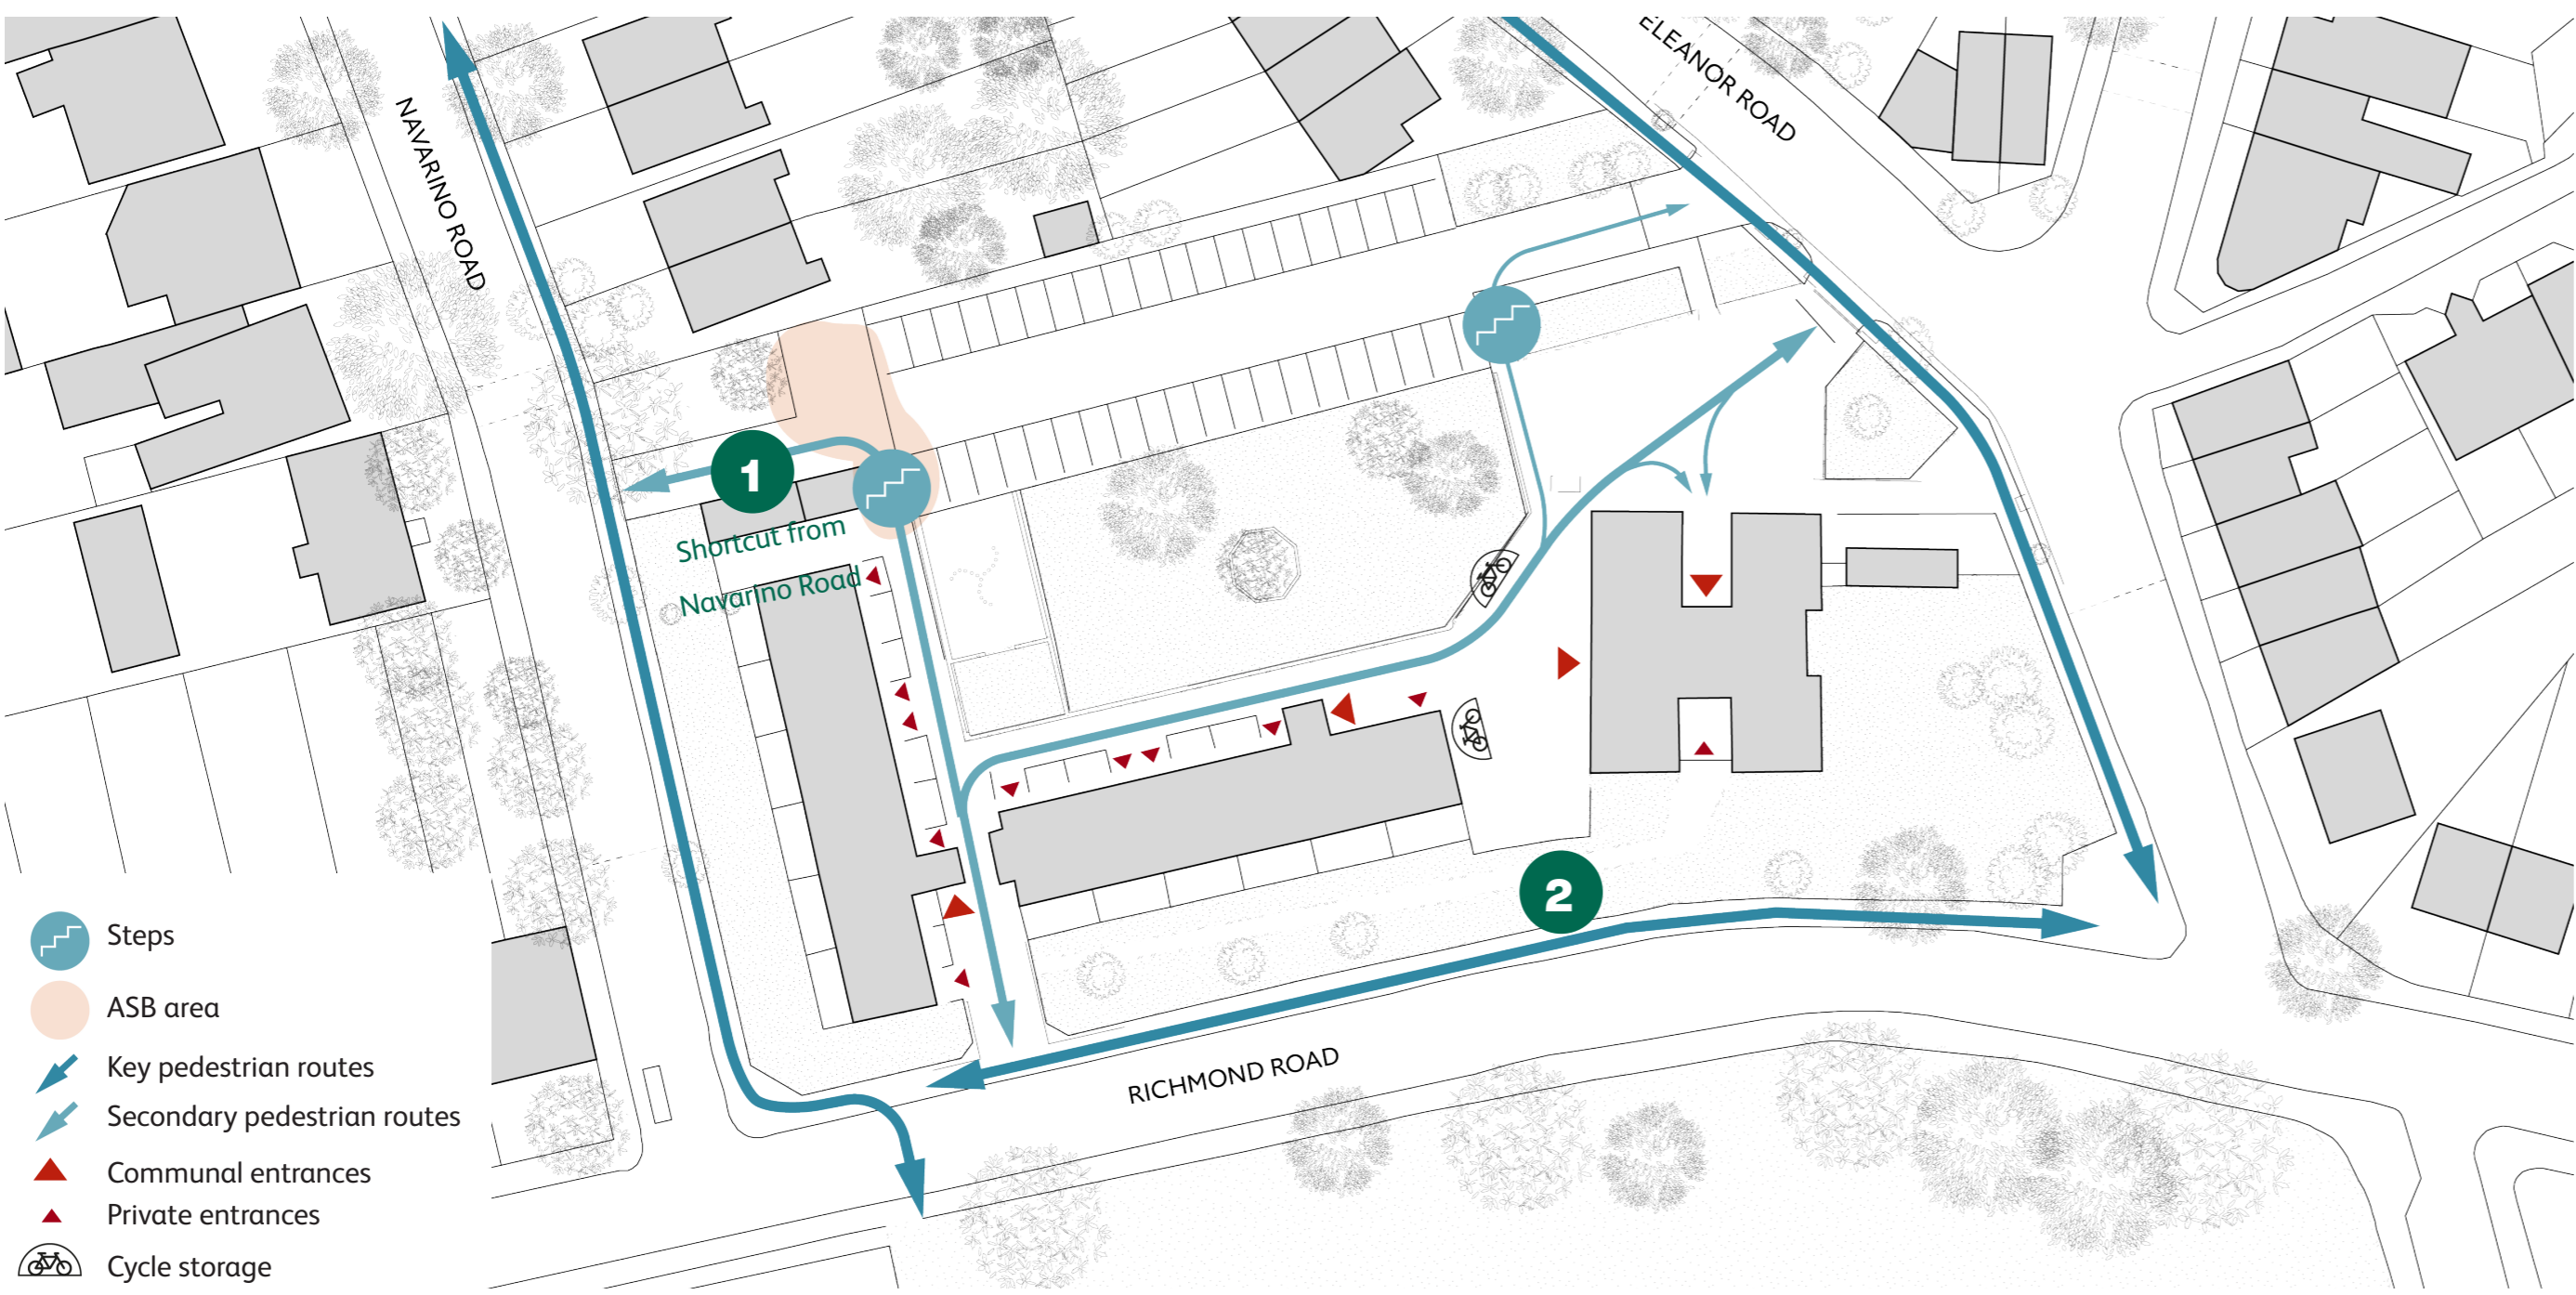 ELEANOR ROAD
NAVARINO ROAD
1
Shortcut from
Navarino Road
2
RICHMOND ROAD
Steps
ASB area
Key pedestrian routes
Secondary pedestrian routes
Communal entrances
Private entrances
Cycle storage